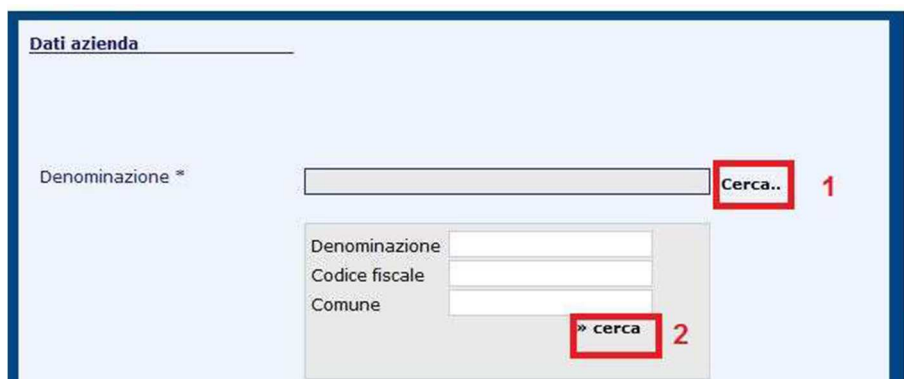 Dati azienda
Denominazione * Cerca.. 1
Denominazione
Codice fiscale
Comune
» cerca 2